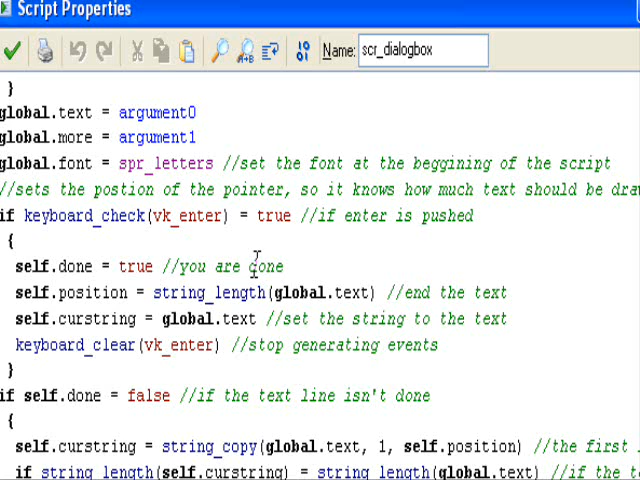 Script Properties
Name: scr_dialogbox
}
global.text = argument0
global.more = argument1
global.font = spr_letters //set the font at the beggining of the script
//sets the postion of the pointer, so it knows how much text should be
if keyboard_check(vk_enter) = true //if enter is pushed
{
self.done = true //you are done
self.position = string_length(global.text) //end the text
self.curstring = global.text //set the string to the text
keyboard_clear(vk_enter) //stop generating events
}
if self.done = false //if the text line isn't done
{
self.curstring = string_copy(global.text, 1, self.position) //the first
if string_length(self.curstring) = string_length(global.text) //if the